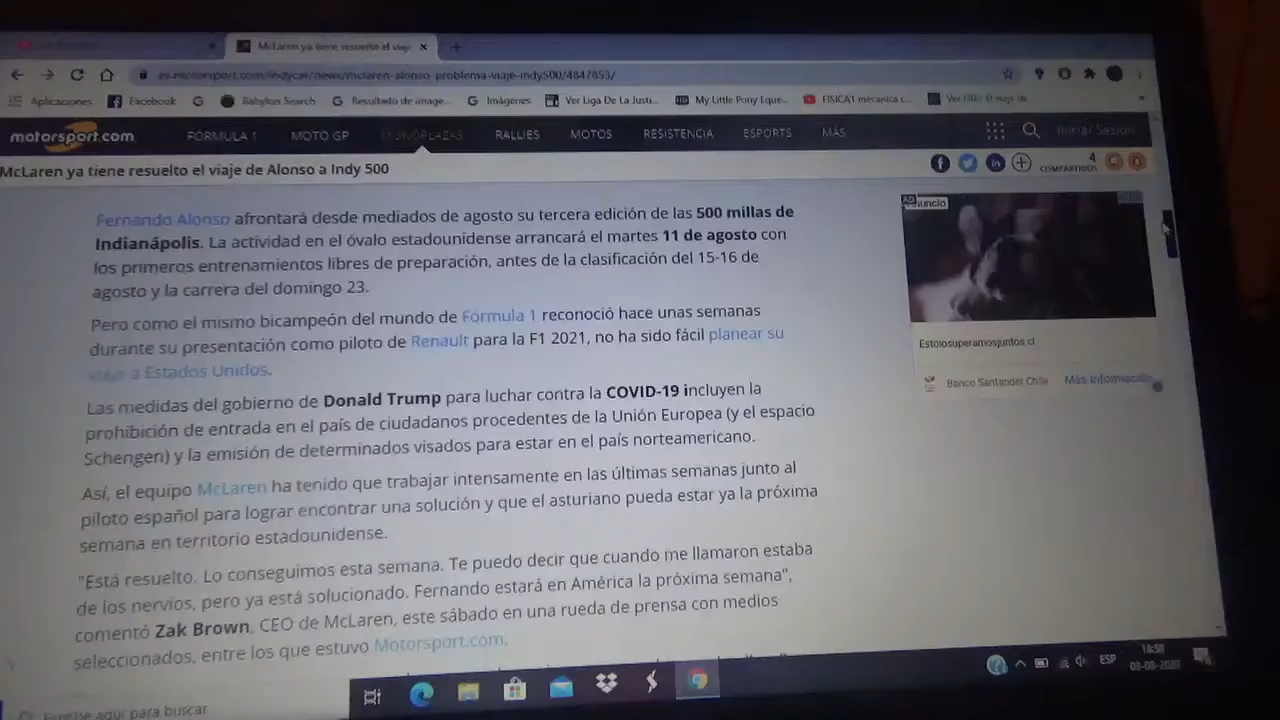 McLaren ya tiene resuelto el viaje
es.motorsport.com/indycar/news/mclaren-alonso-problema-viaje-indy500/4847853/
Aplicaciones Facebook Babylon Search Resultado de image... Imágenes Ver Liga De La Justi... My Little Pony Eque... FISICA1 mecanica c...
motorsport.com FÓRMULA 1 MOTO GP MONOPLAZAS RALLIES MOTOS RESISTENCIA ESPORTS MÁS Iniciar Sesión
McLaren ya tiene resuelto el viaje de Alonso a Indy 500
4
COMPARTIDOS
Anuncio
Fernando Alonso afrontará desde mediados de agosto su tercera edición de las 500 millas de
Indianápolis. La actividad en el óvalo estadounidense arrancará el martes 11 de agosto con
los primeros entrenamientos libres de preparación, antes de la clasificación del 15-16 de
agosto y la carrera del domingo 23.
Pero como el mismo bicampeón del mundo de Fórmula 1 reconoció hace unas semanas
durante su presentación como piloto de Renault para la F1 2021, no ha sido fácil planear su
viaje a Estados Unidos.
Las medidas del gobierno de Donald Trump para luchar contra la COVID-19 incluyen la
prohibición de entrada en el país de ciudadanos procedentes de la Unión Europea (y el espacio
Schengen) y la emisión de determinados visados para estar en el país norteamericano.
Así, el equipo McLaren ha tenido que trabajar intensamente en las últimas semanas junto al
piloto español para lograr encontrar una solución y que el asturiano pueda estar ya la próxima
semana en territorio estadounidense.
"Está resuelto. Lo conseguimos esta semana. Te puedo decir que cuando me llamaron estaba
de los nervios, pero ya está solucionado. Fernando estará en América la próxima semana",
comentó Zak Brown, CEO de McLaren, este sábado en una rueda de prensa con medios
seleccionados, entre los que estuvo Motorsport.com.
Estolosuperamosjuntos.cl
Banco Santander Chile Más información
ESP
18:50
03-08-2020
Escribe aquí para buscar